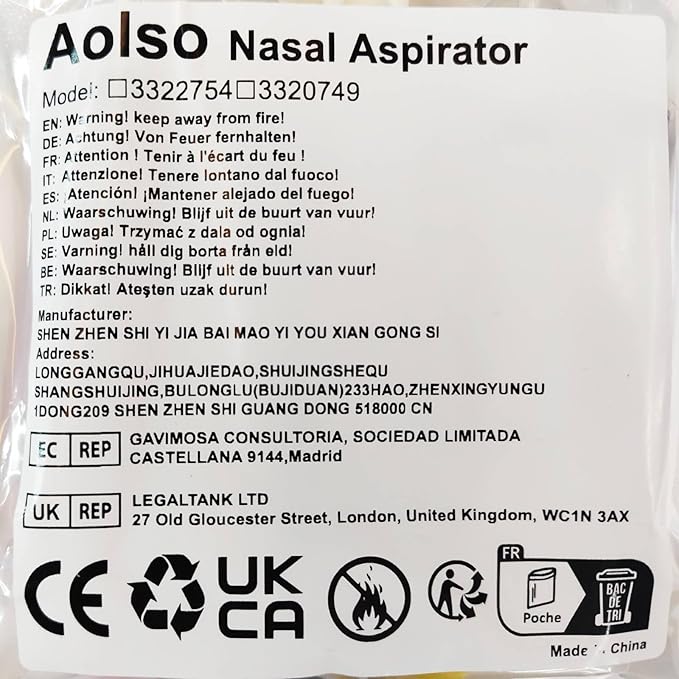 Aolso Nasal Aspirator
Model: □3322754□3320749
EN: Warning! keep away from fire!
DE: Achtung! Von Feuer fernhalten!
FR: Attention ! Tenir à l'écart du feu !
IT: Attenzione! Tenere lontano dal fuoco!
ES: ¡Atención! ¡Mantener alejado del fuego!
NL: Waarschuwing! Blijf uit de buurt van vuur!
PL: Uwaga! Trzymać z dala od ognia!
SE: Varning! håll dig borta från eld!
BE: Waarschuwing! Blijf uit de buurt van vuur!
TR: Dikkat! Ateşten uzak durun!
Manufacturer:
SHEN ZHEN SHI YI JIA BAI MAO YI YOU XIAN GONG SI
Address:
LONGGANGQU,JIHUAJIEDAO,SHUIJINGSHEQU
SHANGSHUIJING,BULONGLU(BUJIDUAN)233HAO,ZHENXINGYUNGU
1DONG209 SHEN ZHEN SHI GUANG DONG 518000 CN
EC REP
GAVIMOSA CONSULTORIA, SOCIEDAD LIMITADA
CASTELLANA 9144,Madrid
UK REP
LEGALTANK LTD
27 Old Gloucester Street, London, United Kingdom, WC1N 3AX
CE
UK
CA
FR
Poche
BAC
DE
TRI
Made in China